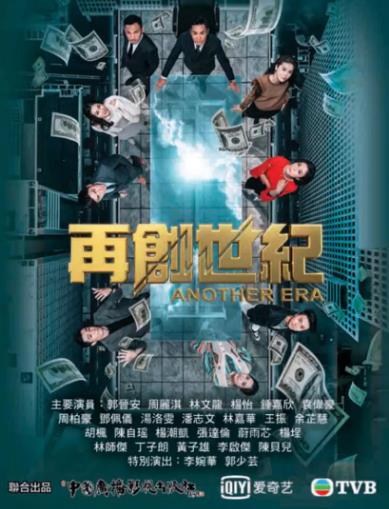 再創世紀
ANOTHER ERA
主要演員：郭晉安 周麗淇 林文龍 楊怡 鍾嘉欣 袁偉豪
周柏豪 鄧佩儀 湯洛雯 潘志文 林嘉華 王振 余芷慧
胡楓 陳自瑤 楊潮凱 張達倫 蔚雨芯 楊埕
林師傑 丁子朗 黃子雄 李啟傑 陳貝兒
特別演出：李婉華 郭少芸
聯合出品
iQIYI 爱奇艺
TVB